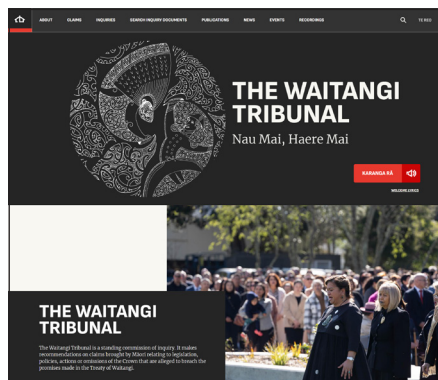 ABOUT CLAIMS INQUIRIES SEARCH INQUIRY DOCUMENTS PUBLICATIONS NEWS EVENTS RECORDINGS TE REO
THE WAITANGI
TRIBUNAL
Nau Mai, Haere Mai
KARANGA RĀ
WELCOME LYRICS
THE WAITANGI
TRIBUNAL
The Waitangi Tribunal is a standing commission of inquiry. It makes
recommendations on claims brought by Māori relating to legislation,
policies, actions or omissions of the Crown that are alleged to breach the
promises made in the Treaty of Waitangi.